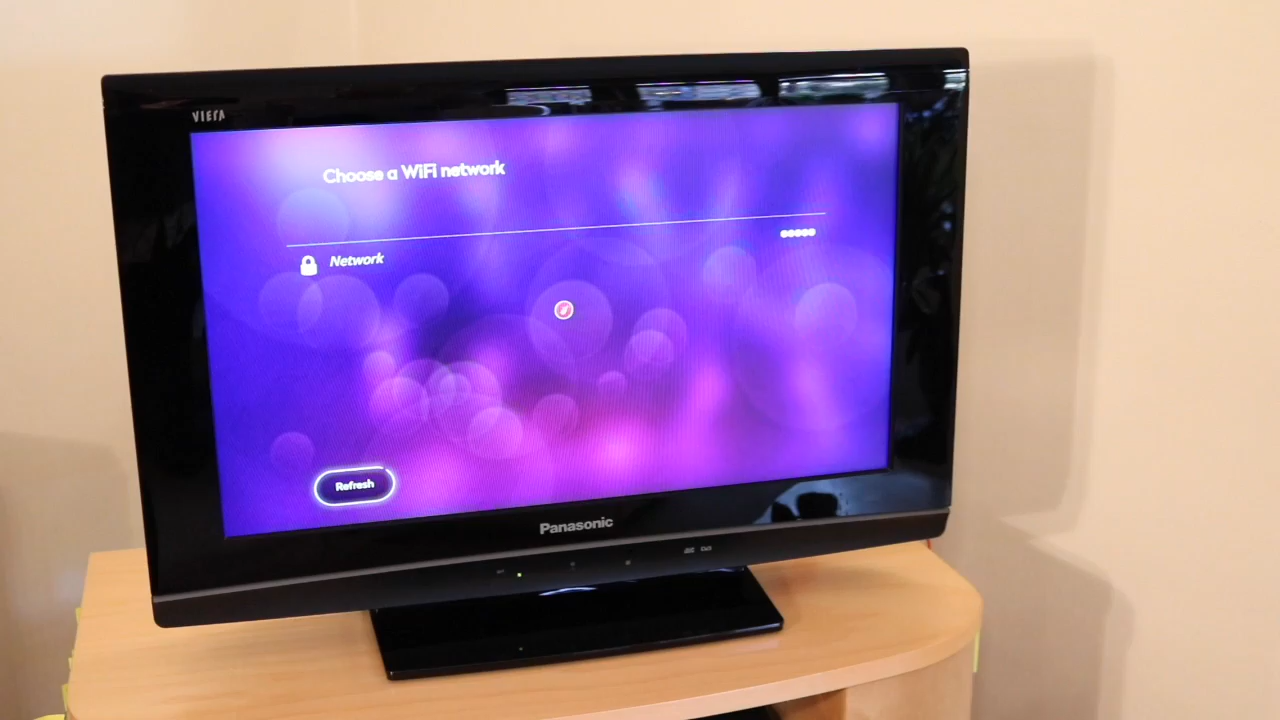 VIERA
Choose a WiFi network
Network
Refresh
Panasonic